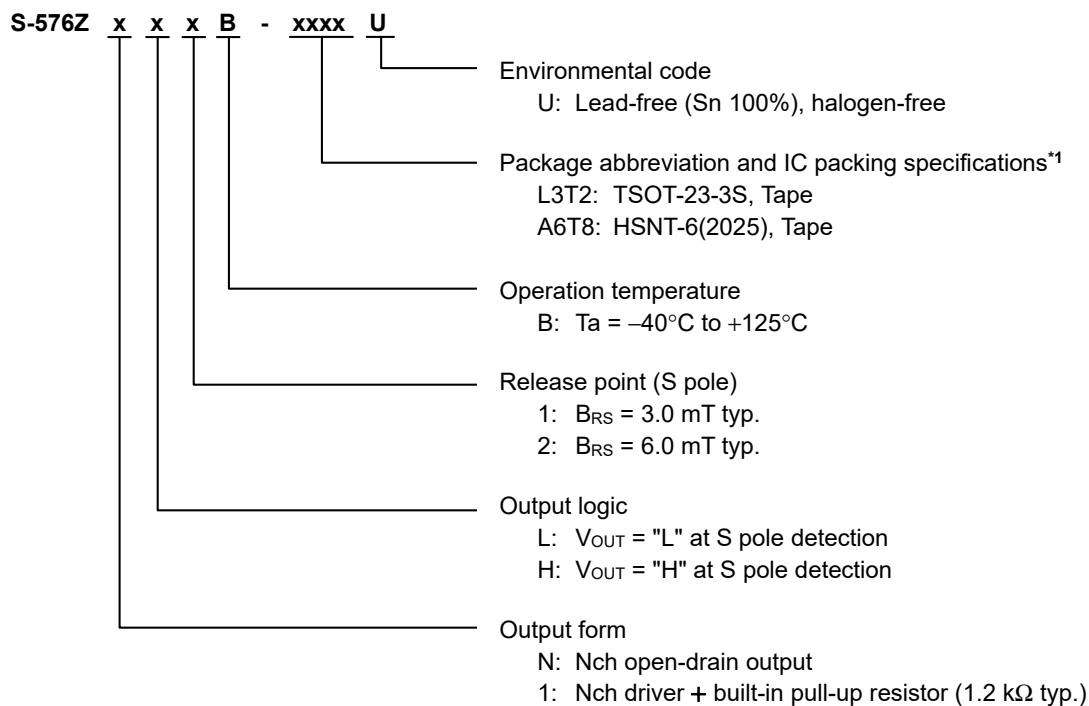 S-576Z x x x B - xxxx U
Environmental code
U: Lead-free (Sn 100%), halogen-free
Package abbreviation and IC packing specifications*1
L3T2: TSOT-23-3S, Tape
A6T8: HSNT-6(2025), Tape
Operation temperature
B: Ta = −40°C to +125°C
Release point (S pole)
1: BRS = 3.0 mT typ.
2: BRS = 6.0 mT typ.
Output logic
L: VOUT = "L" at S pole detection
H: VOUT = "H" at S pole detection
Output form
N: Nch open-drain output
1: Nch driver + built-in pull-up resistor (1.2 kΩ typ.)